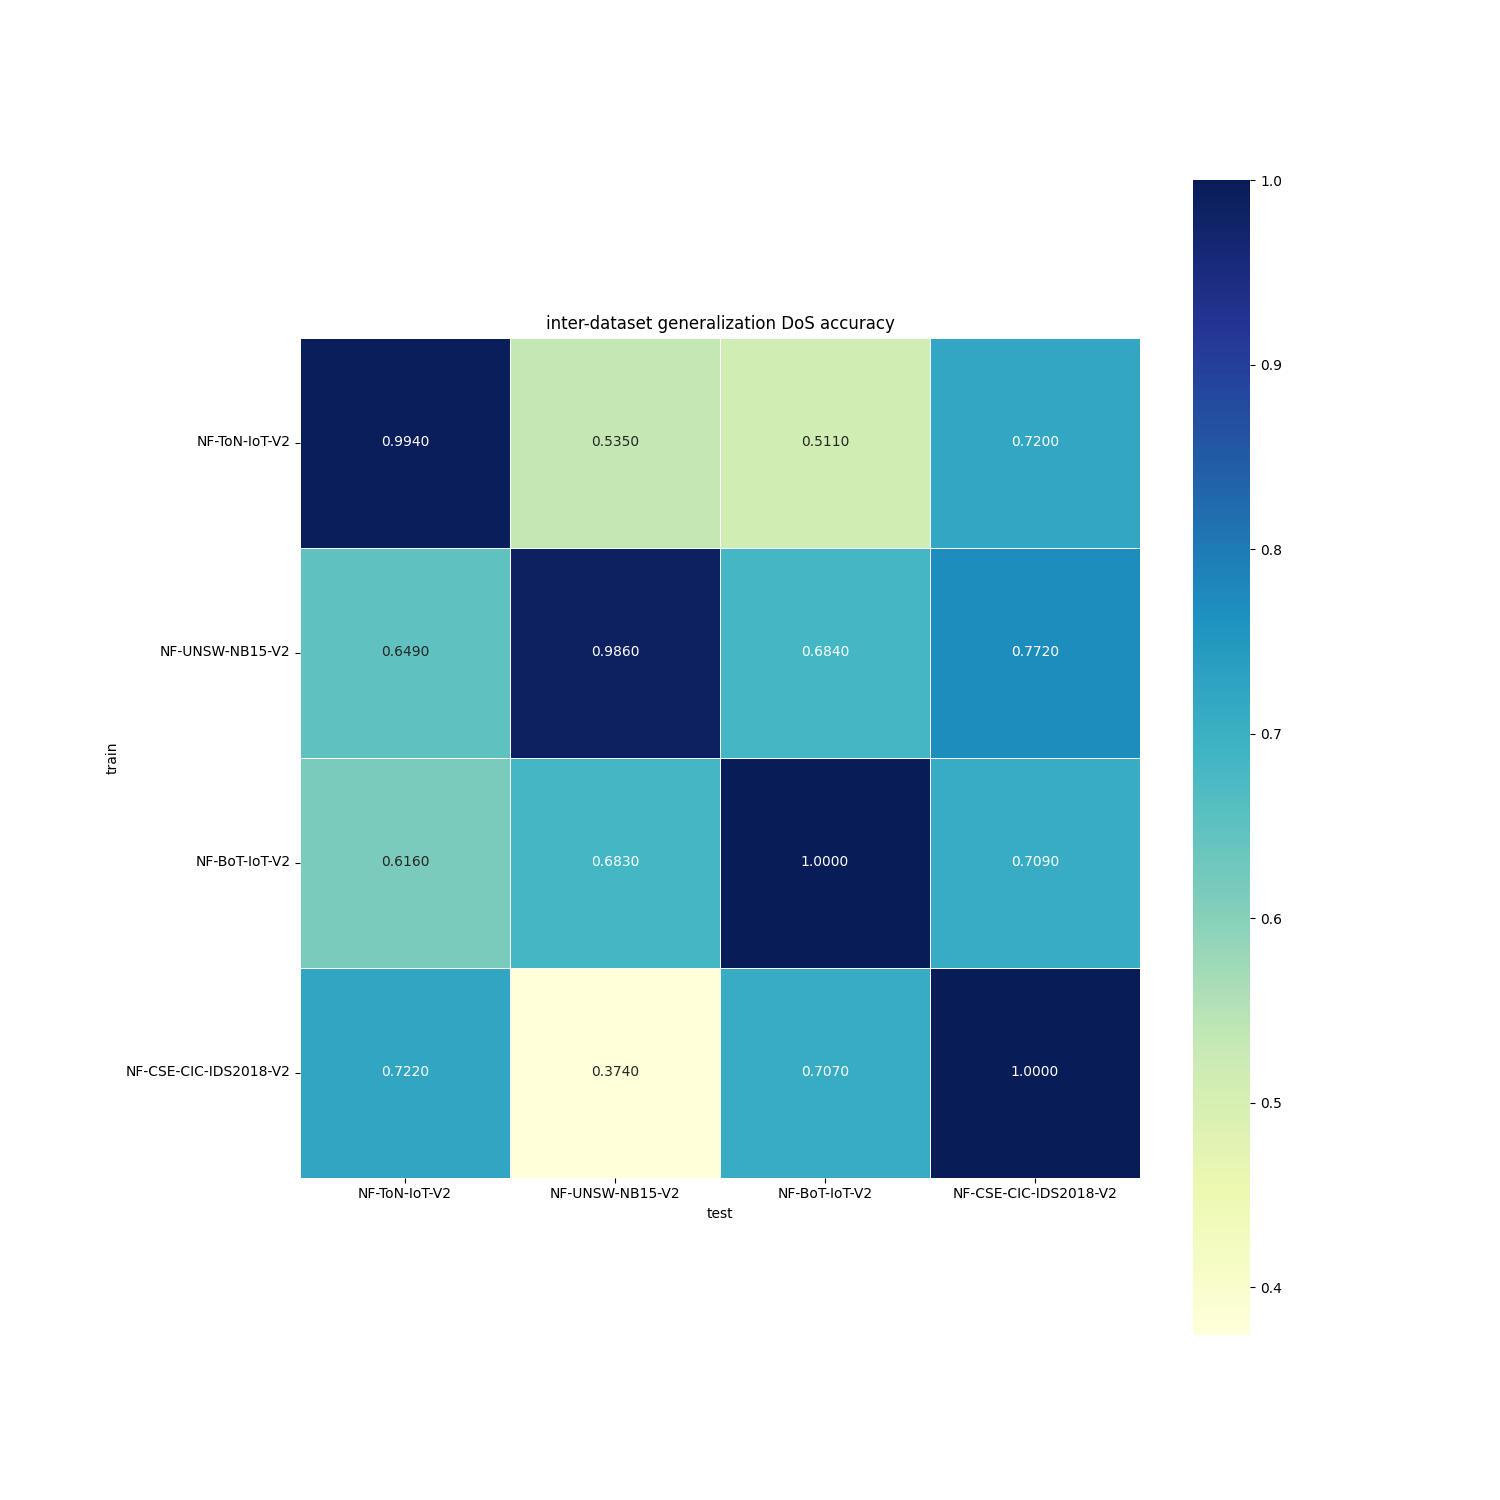 inter-dataset generalization DoS accuracy
1.0
0.9
0.8
0.7
0.6
0.5
0.4
train
NF-ToN-IoT-V2 0.9940 0.5350 0.5110 0.7200
NF-UNSW-NB15-V2 0.6490 0.9860 0.6840 0.7720
NF-BoT-IoT-V2 0.6160 0.6830 1.0000 0.7090
NF-CSE-CIC-IDS2018-V2 0.7220 0.3740 0.7070 1.0000
NF-ToN-IoT-V2 NF-UNSW-NB15-V2 NF-BoT-IoT-V2 NF-CSE-CIC-IDS2018-V2
test